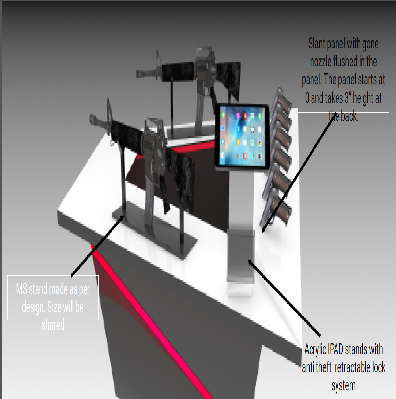 Slant panel with gone
nozzle flushed in the
panel. The panel starts at
0 and takes 3" height at
the back.
MS stand made as per
design. Size will be
shared
Acrylic IPAD stands with
anti theft retractable lock
system